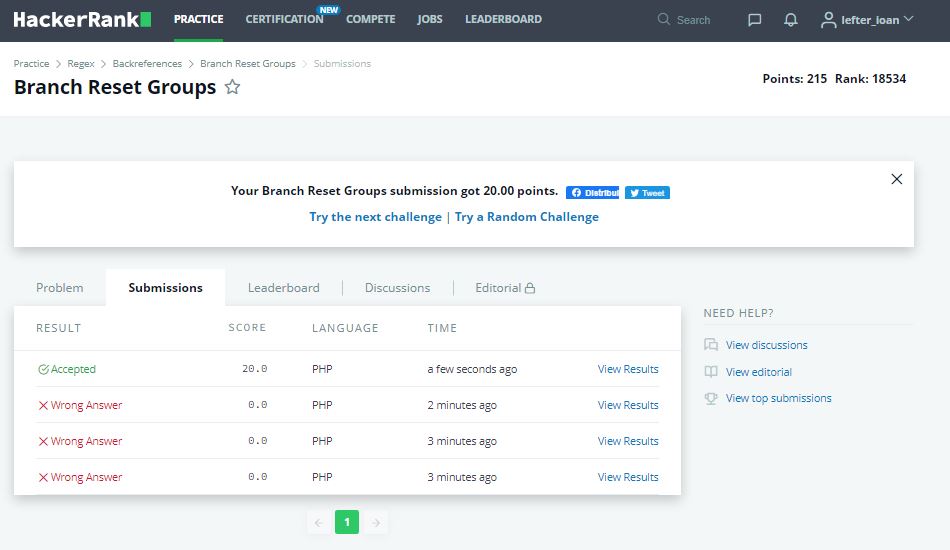 HackerRank PRACTICE CERTIFICATION NEW COMPETE JOBS LEADERBOARD Search lefter_ioan
Practice > Regex > Backreferences > Branch Reset Groups > Submissions
Branch Reset Groups
Points: 215 Rank: 18534
Your Branch Reset Groups submission got 20.00 points. Distribui Tweet
Try the next challenge | Try a Random Challenge
Problem Submissions Leaderboard | Discussions | Editorial
RESULT SCORE LANGUAGE TIME
Accepted 20.0 PHP a few seconds ago View Results
Wrong Answer 0.0 PHP 2 minutes ago View Results
Wrong Answer 0.0 PHP 3 minutes ago View Results
Wrong Answer 0.0 PHP 3 minutes ago View Results
1
NEED HELP?
View discussions
View editorial
View top submissions